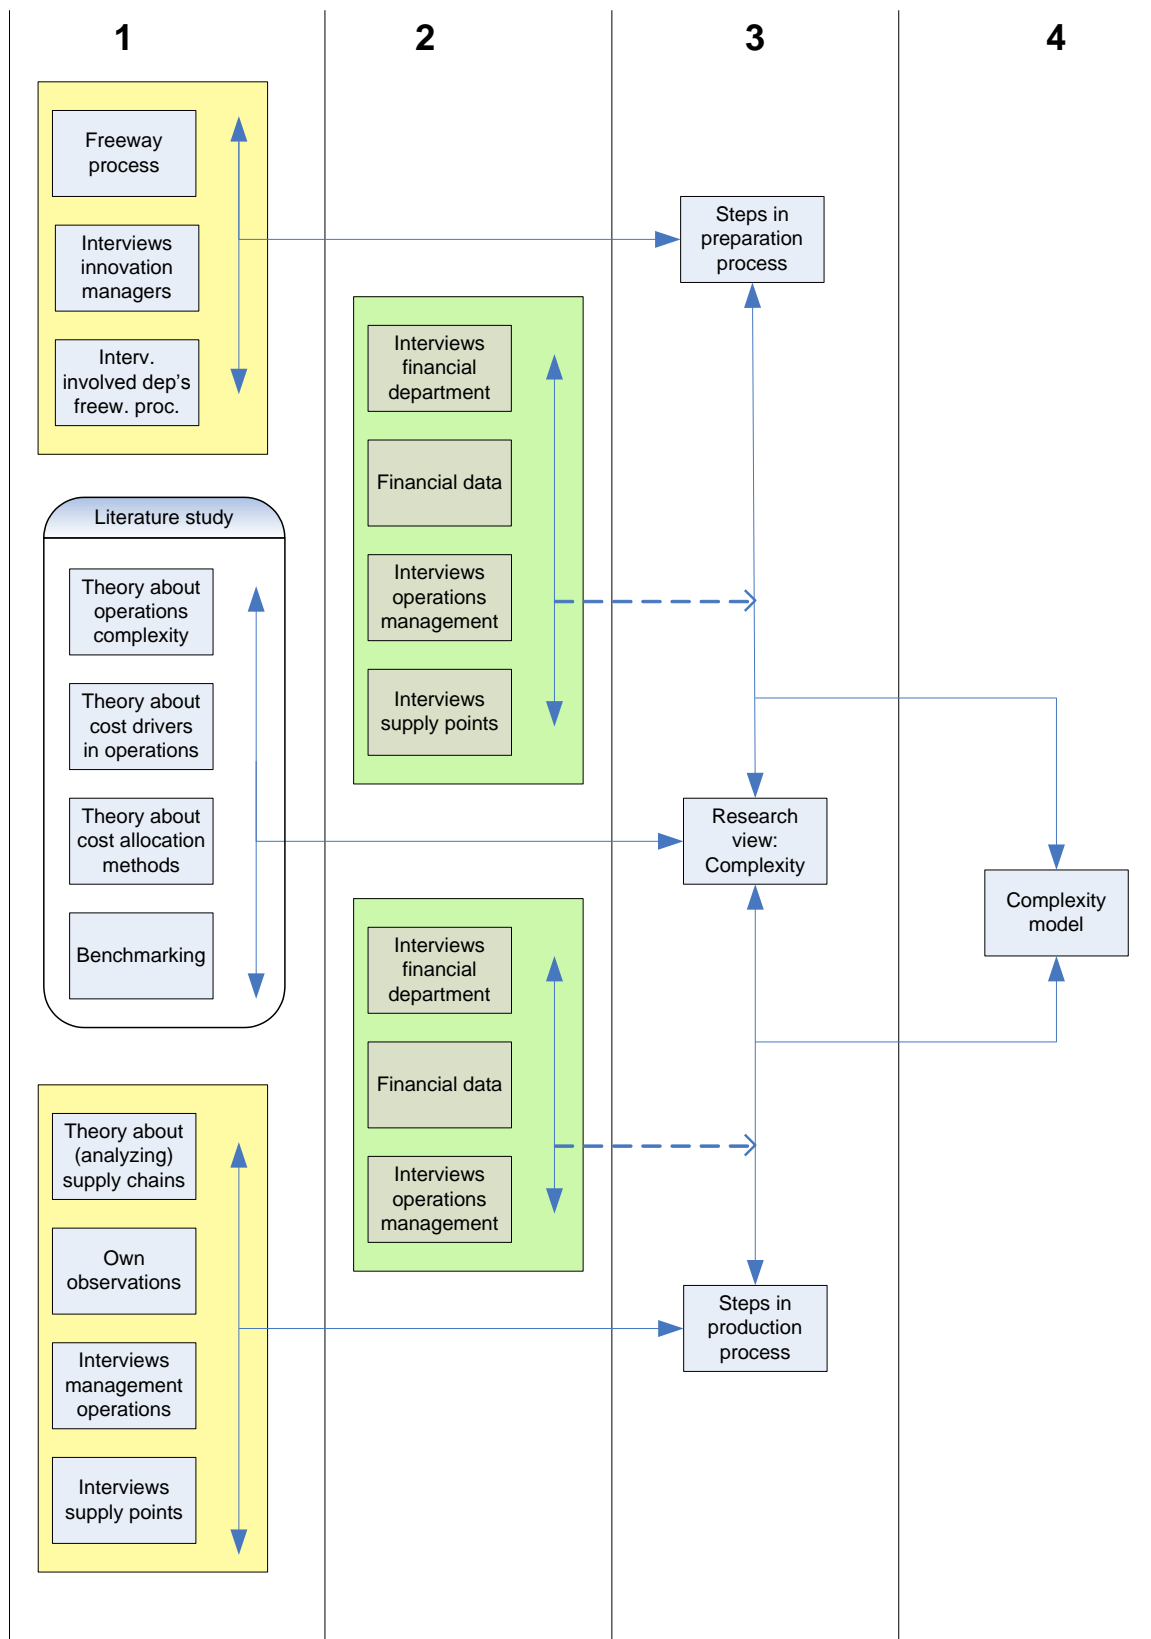 1
2
3
4
Freeway
process
Interviews
innovation
managers
Interv.
involved dep's
freew. proc.
Literature study
Theory about
operations
complexity
Theory about
cost drivers
in operations
Theory about
cost allocation
methods
Benchmarking
Theory about
(analyzing)
supply chains
Own
observations
Interviews
management
operations
Interviews
supply points
Interviews
financial
department
Financial data
Interviews
operations
management
Interviews
supply points
Interviews
financial
department
Financial data
Interviews
operations
management
Steps in
preparation
process
Research
view:
Complexity
Steps in
production
process
Complexity
model